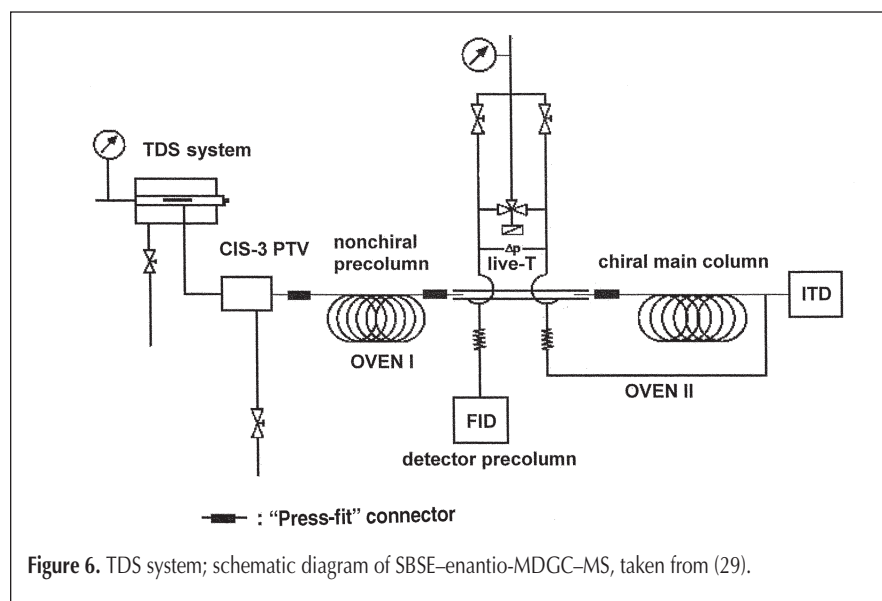 TDS system
CIS-3 PTV
nonchiral
precolumn
Δp
live-T
chiral main column
ITD
OVEN I
OVEN II
FID
detector precolumn
: "Press-fit" connector
Figure 6. TDS system; schematic diagram of SBSE–enantio-MDGC–MS, taken from (29).